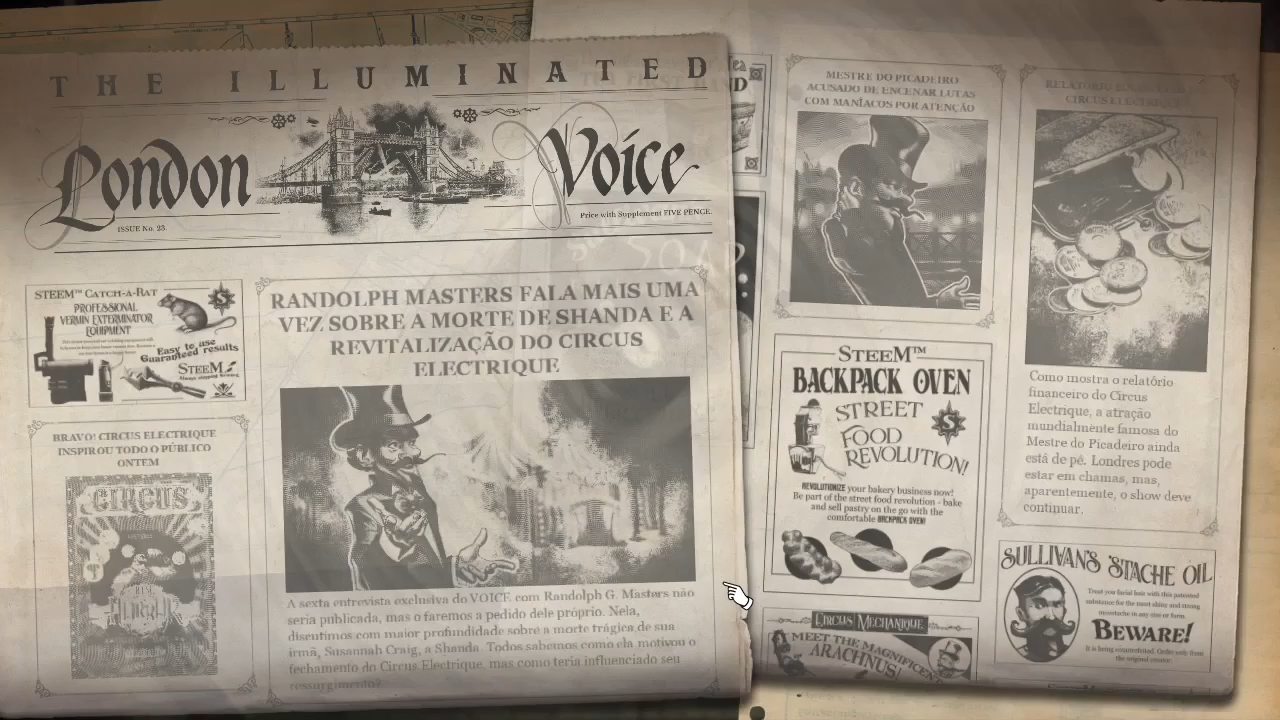 THE ILLUMINATED
London Voice
ISSUE No. 23.
Price with Supplement FIVE PENCE.
STEEM™ CATCH-A-RAT
PROFESSIONAL
VERMIN EXTERMINATOR
EQUIPMENT
Easy to use
Guaranteed results
STEEM
BRAVO! CIRCUS ELECTRIQUE
INSPIROU TODO O PÚBLICO
ONTEM
CIRCUS
RANDOLPH MASTERS FALA MAIS UMA
VEZ SOBRE A MORTE DE SHANDA E A
REVITALIZAÇÃO DO CIRCUS
ELECTRIQUE
A sexta entrevista exclusiva do VOICE com Randolph G. Masters não
seria publicada, mas o faremos a pedido dele próprio. Nela,
discutimos com maior profundidade sobre a morte trágica de sua
irmã, Susannah Craig, a Shanda. Todos sabemos como ela motivou o
fechamento do Circus Electrique, mas como teria influenciado seu
ressurgimento?
MESTRE DO PICADEIRO
ACUSADO DE ENCENAR LUTAS
COM MANÍACOS POR ATENÇÃO
STEEM™
BACKPACK OVEN
STREET
FOOD
REVOLUTION!
REVOLUTIONIZE your bakery business now!
Be part of the street food revolution - bake
and sell pastry on the go with the
comfortable BACKPACK OVEN!
CIRCUS MECHANIQUE
MEET THE MAGNIFICENT
ARACHNUS!
CIRCUS
Como mostra o relatório
financeiro do Circus
Electrique, a atração
mundialmente famosa do
Mestre do Picadeiro ainda
está de pé. Londres pode
estar em chamas, mas,
aparentemente, o show deve
continuar.
SULLIVAN'S 'STACHE OIL
Treat you facial hair with this patented
substance for the most shiny and strong
moustache in any size or form.
BEWARE!
It is being counterfeited. Order only from
the original creator.